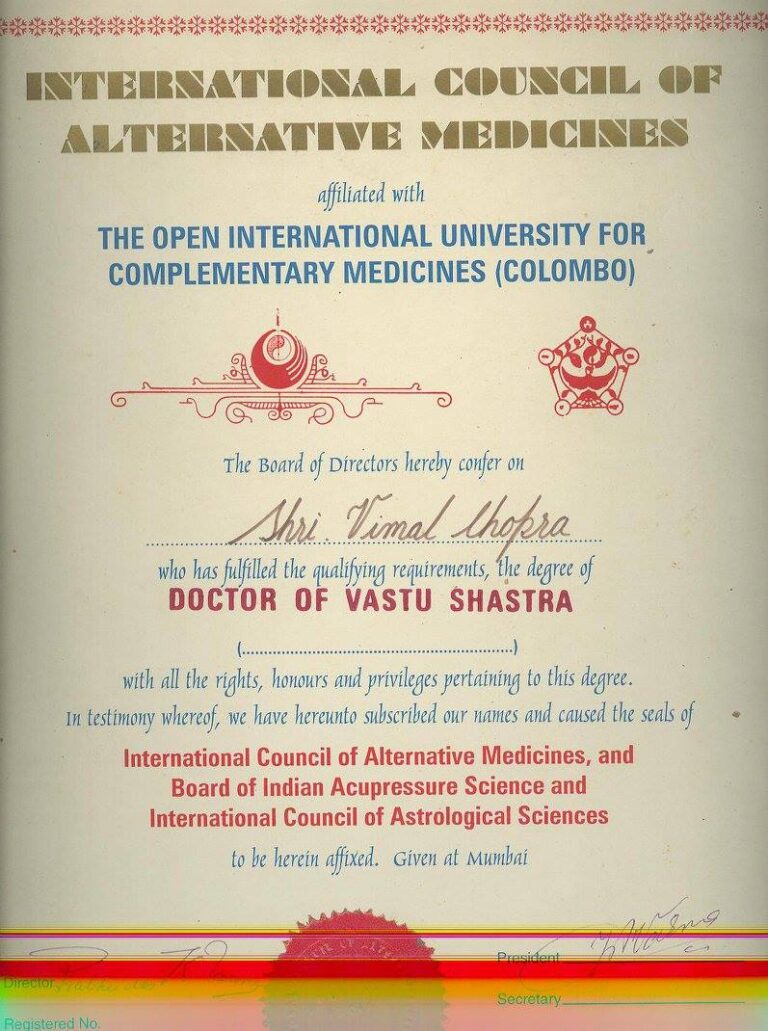 INTERNATIONAL COUNCIL OF
ALTERNATIVE MEDICINES
affiliated with
THE OPEN INTERNATIONAL UNIVERSITY FOR
COMPLEMENTARY MEDICINES (COLOMBO)
The Board of Directors hereby confer on
Shri. Vimal Chopra
who has fulfilled the qualifying requirements, the degree of
DOCTOR OF VASTU SHASTRA
(............................................................)
with all the rights, honours and privileges pertaining to this degree.
In testimony whereof, we have hereunto subscribed our names and caused the seals of
International Council of Alternative Medicines, and
Board of Indian Acupressure Science and
International Council of Astrological Sciences
to be herein affixed. Given at Mumbai
President
Director
Secretary
Registered No.